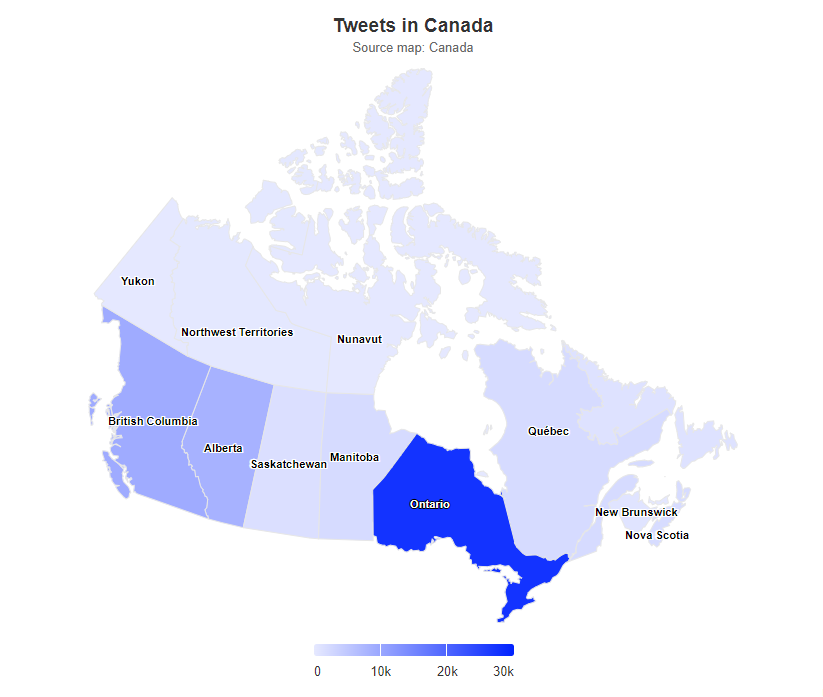 Tweets in Canada
Source map: Canada
Yukon
Northwest Territories
Nunavut
British Columbia
Alberta
Saskatchewan
Manitoba
Ontario
Québec
New Brunswick
Nova Scotia
0 10k 20k 30k